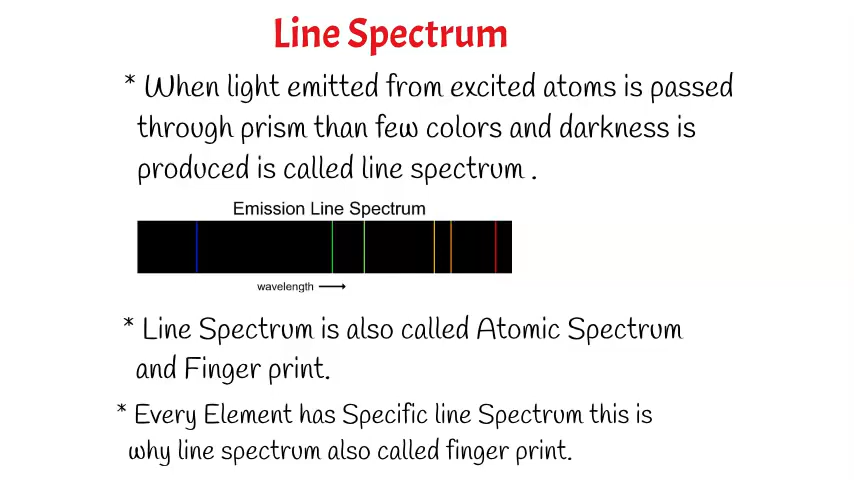 Line Spectrum
* When light emitted from excited atoms is passed
through prism than few colors and darkness is
produced is called line spectrum .
Emission Line Spectrum
wavelength
* Line Spectrum is also called Atomic Spectrum
and Finger print.
* Every Element has Specific line Spectrum this is
why line spectrum also called finger print.